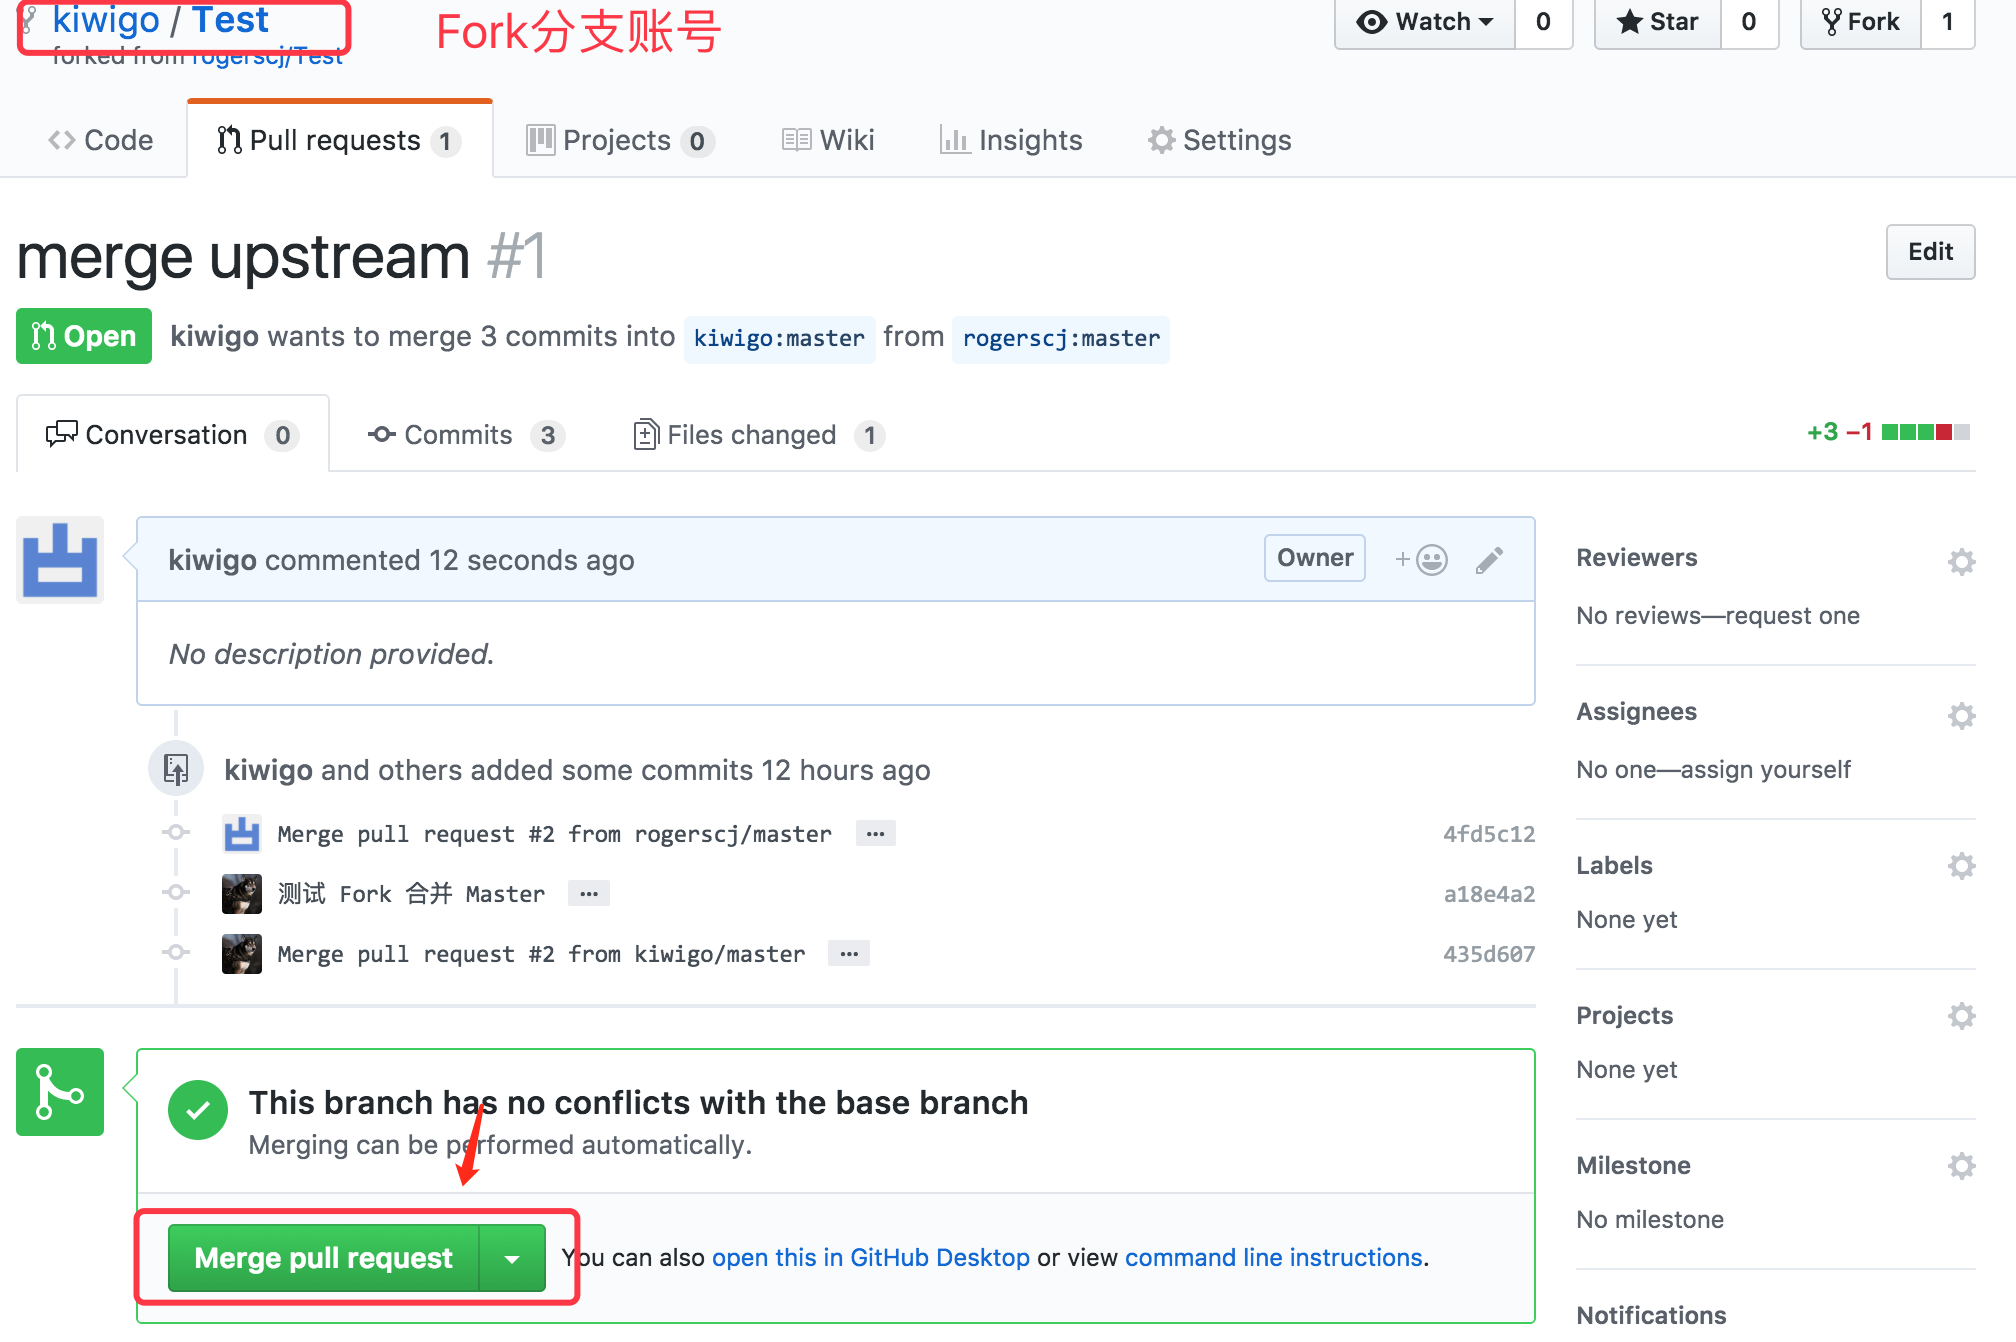 kiwigo / Test
Fork分支账号
Watch 0
Star 0
Fork 1
forked from rogerscj/Test
Code
Pull requests 1
Projects 0
Wiki
Insights
Settings
merge upstream #1
Edit
Open
kiwigo wants to merge 3 commits into kiwigo:master from rogerscj:master
Conversation 0
Commits 3
Files changed 1
+3 −1
kiwigo commented 12 seconds ago
Owner
No description provided.
kiwigo and others added some commits 12 hours ago
Merge pull request #2 from rogerscj/master ... 4fd5c12
测试 Fork 合并 Master ... a18e4a2
Merge pull request #2 from kiwigo/master ... 435d607
This branch has no conflicts with the base branch
Merging can be performed automatically.
Merge pull request
You can also open this in GitHub Desktop or view command line instructions.
Reviewers
No reviews—request one
Assignees
No one—assign yourself
Labels
None yet
Projects
None yet
Milestone
No milestone
Notifications